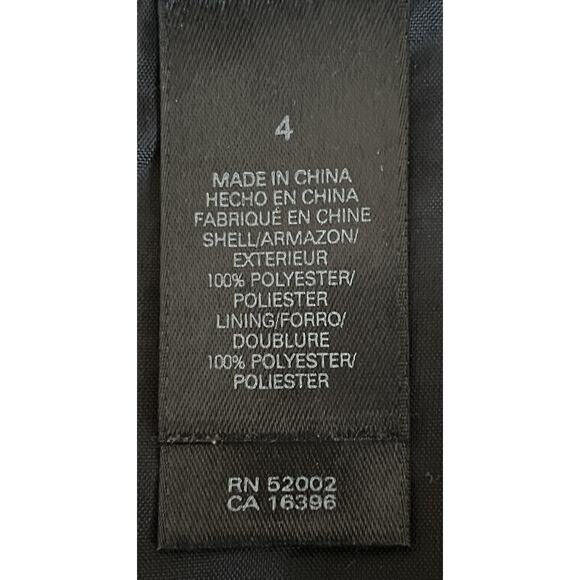 4
MADE IN CHINA
HECHO EN CHINA
FABRIQUÉ EN CHINE
SHELL/ARMAZON/
EXTERIEUR
100% POLYESTER/
POLIESTER
LINING/FORRO/
DOUBLURE
100% POLYESTER/
POLIESTER
RN 52002
CA 16396